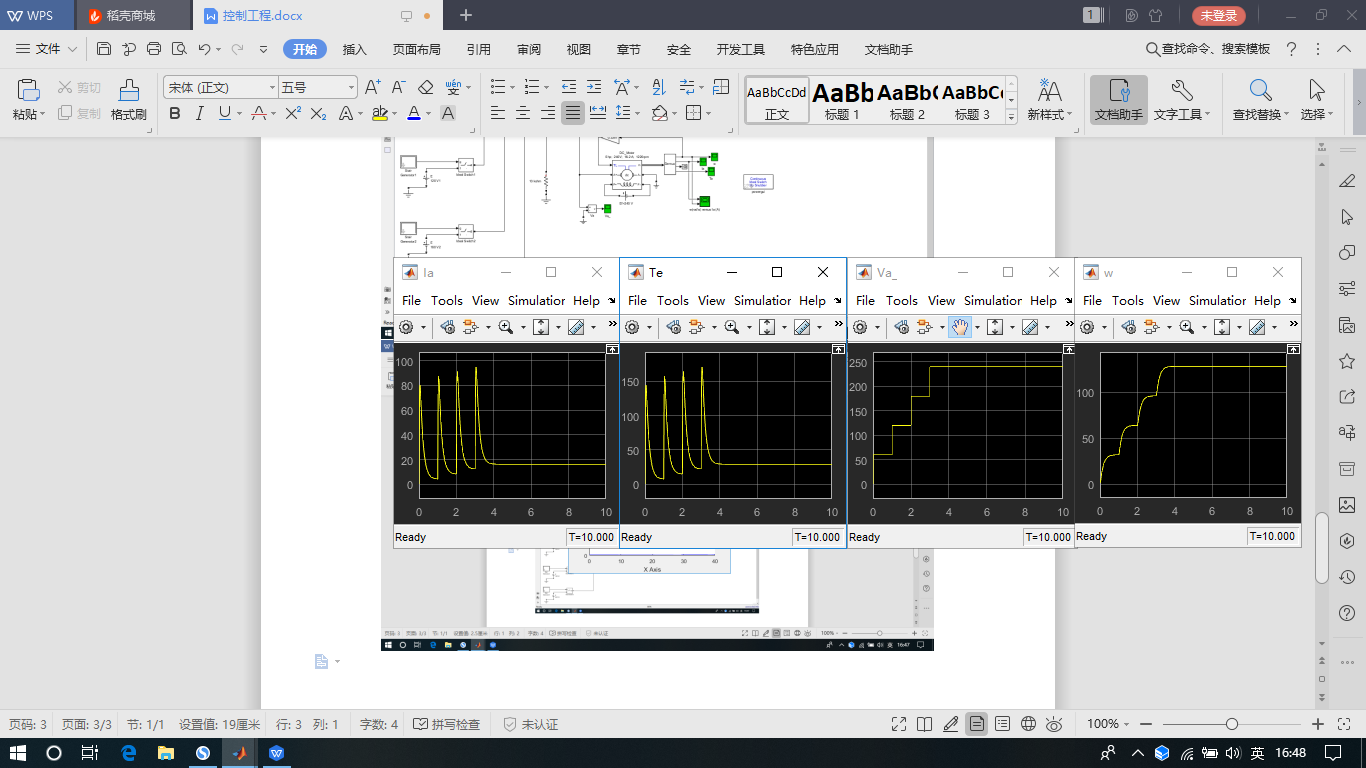 WPS 稻壳商城 控制工程.docx 1 未登录
文件 开始 插入 页面布局 引用 审阅 视图 章节 安全 开发工具 特色应用 文档助手 查找命令、搜索模板
粘贴 剪切 复制 格式刷 宋体 (正文) 五号 AaBbCcDd 正文 AaBb 标题 1 AaBb( 标题 2 AaBbC 标题 3 新样式 文档助手 文字工具 查找替换 选择
Ia
File Tools View Simulation Help
100
80
60
40
20
0
0 2 4 6 8 10
Ready T=10.000
Te
File Tools View Simulation Help
150
100
50
0
0 2 4 6 8 10
Ready T=10.000
Va_
File Tools View Simulation Help
250
200
150
100
50
0
0 2 4 6 8 10
Ready T=10.000
w
File Tools View Simulation Help
100
50
0
0 2 4 6 8 10
Ready T=10.000
0 10 20 30 40
X Axis
100%
16:47
页码: 3 页面: 3/3 节: 1/1 设置值: 19厘米 行: 3 列: 1 字数: 4 拼写检查 未认证 100%
英 16:48